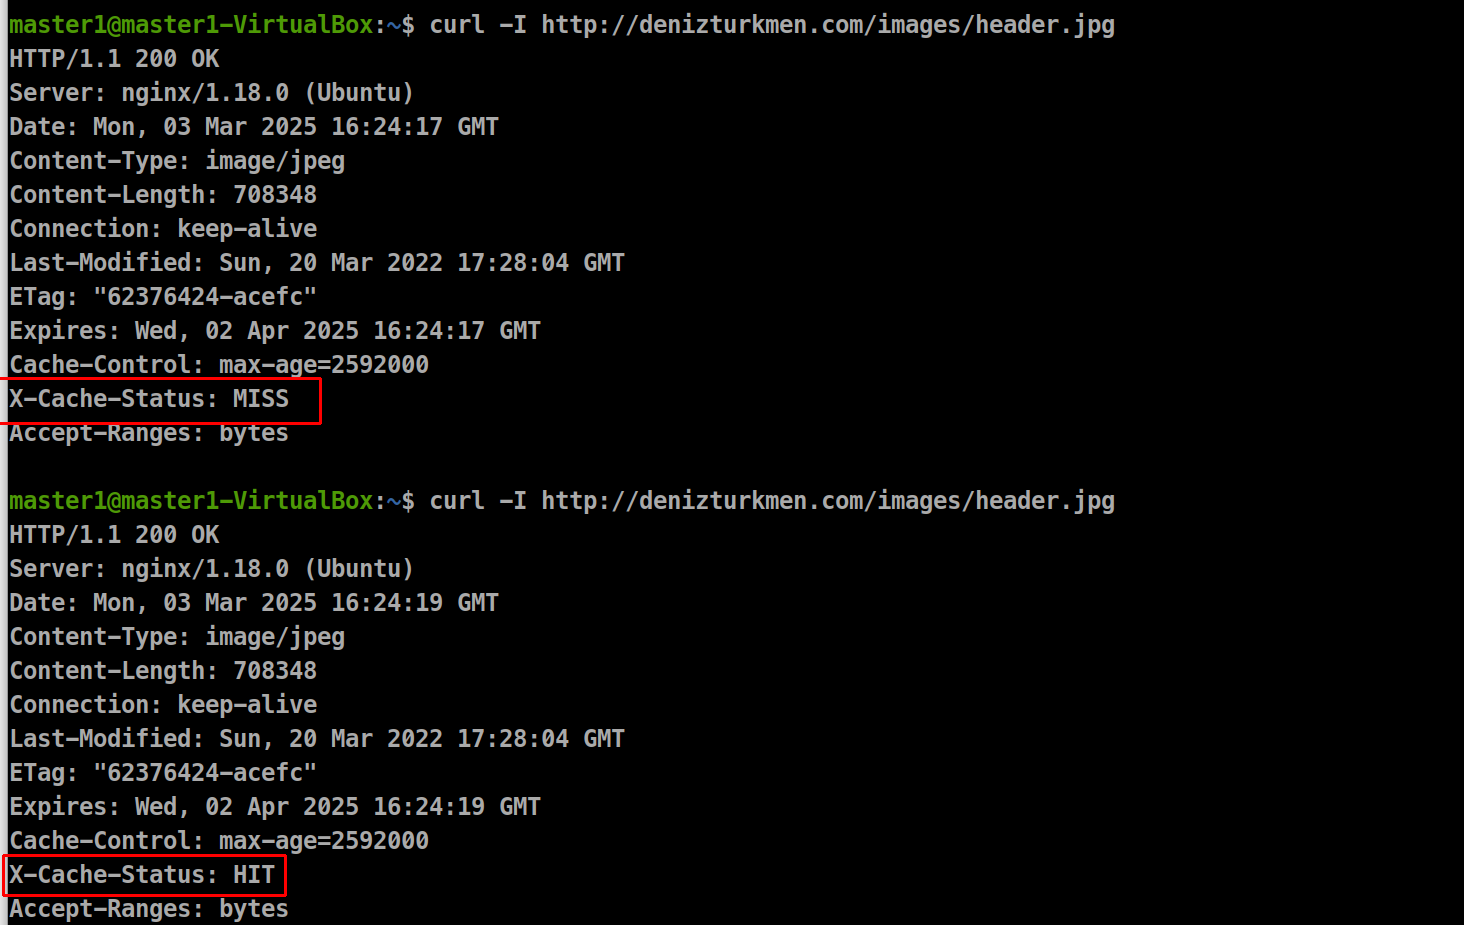 master1@master1-VirtualBox:~$ curl -I http://denizturkmen.com/images/header.jpg
HTTP/1.1 200 OK
Server: nginx/1.18.0 (Ubuntu)
Date: Mon, 03 Mar 2025 16:24:17 GMT
Content-Type: image/jpeg
Content-Length: 708348
Connection: keep-alive
Last-Modified: Sun, 20 Mar 2022 17:28:04 GMT
ETag: "62376424-acefc"
Expires: Wed, 02 Apr 2025 16:24:17 GMT
Cache-Control: max-age=2592000
X-Cache-Status: MISS
Accept-Ranges: bytes
master1@master1-VirtualBox:~$ curl -I http://denizturkmen.com/images/header.jpg
HTTP/1.1 200 OK
Server: nginx/1.18.0 (Ubuntu)
Date: Mon, 03 Mar 2025 16:24:19 GMT
Content-Type: image/jpeg
Content-Length: 708348
Connection: keep-alive
Last-Modified: Sun, 20 Mar 2022 17:28:04 GMT
ETag: "62376424-acefc"
Expires: Wed, 02 Apr 2025 16:24:19 GMT
Cache-Control: max-age=2592000
X-Cache-Status: HIT
Accept-Ranges: bytes